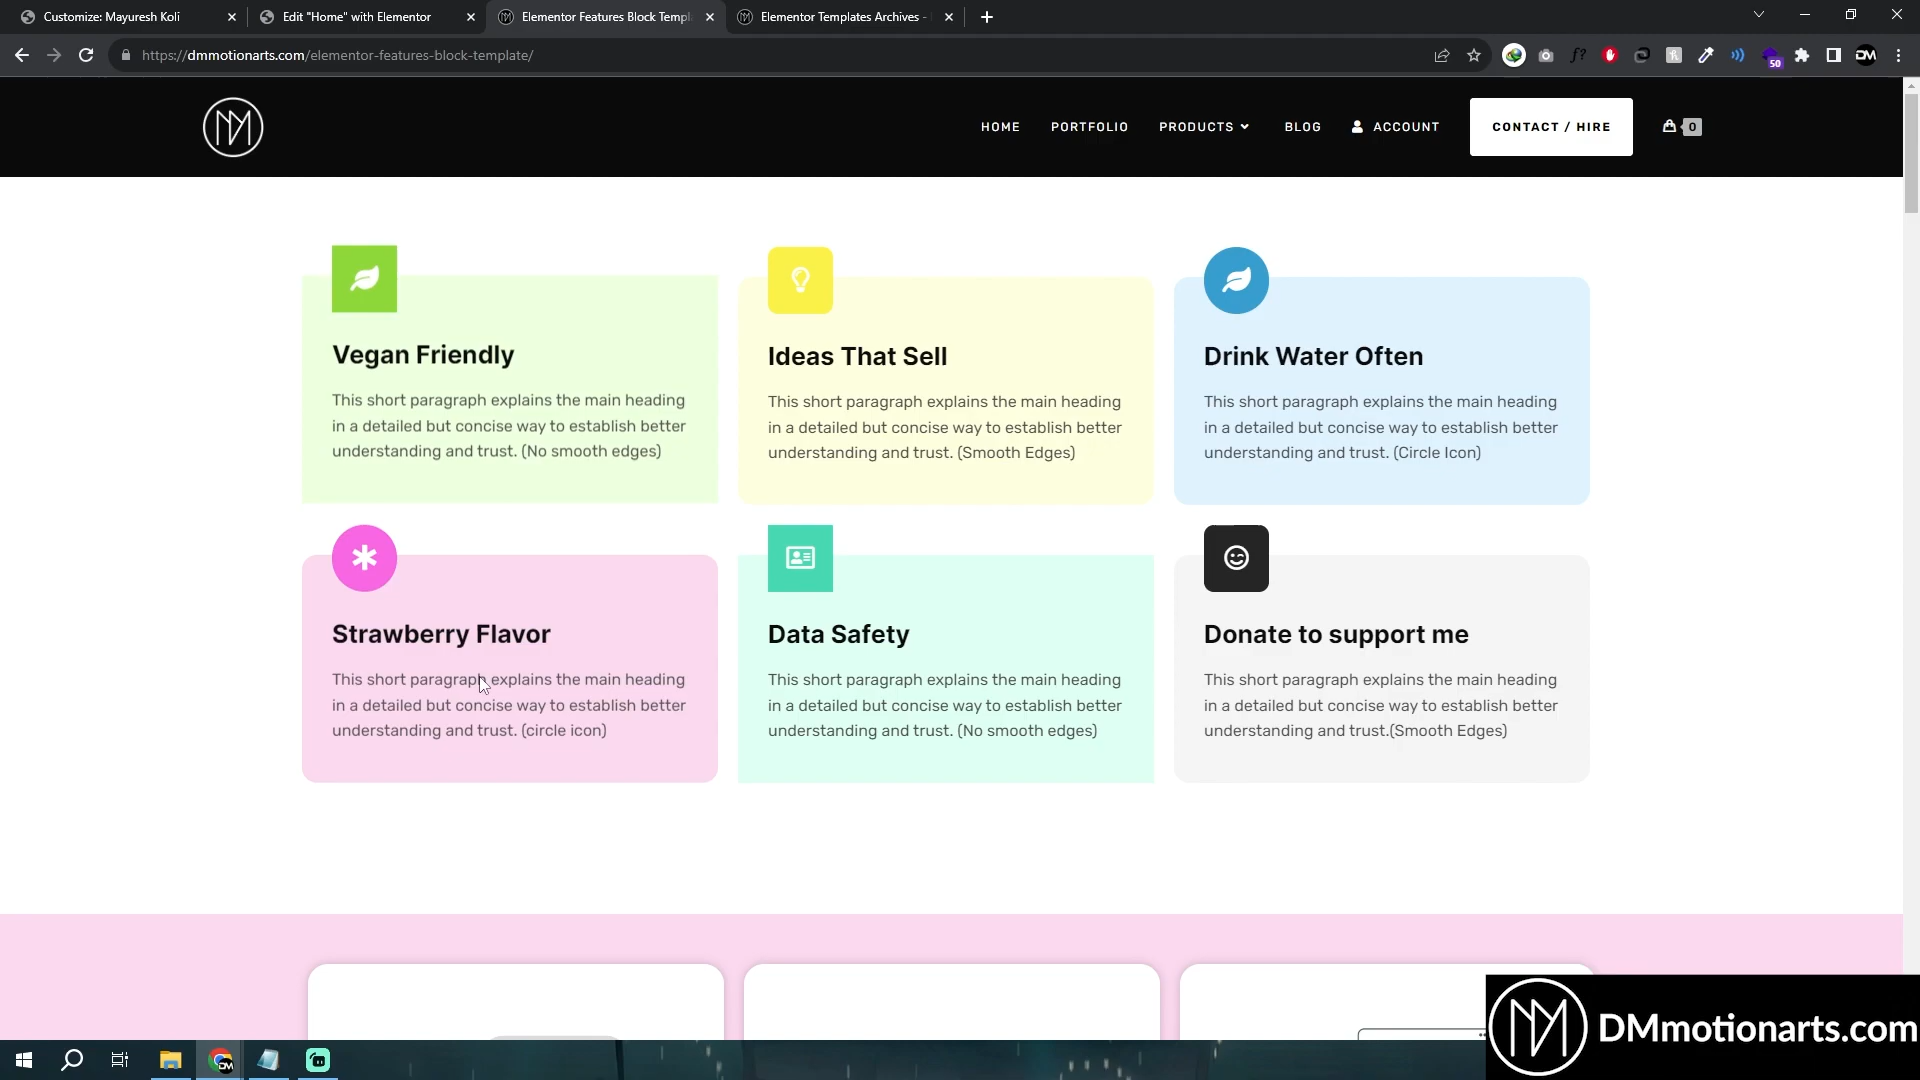 Customize: Mayuresh Koli
Edit "Home" with Elementor
Elementor Features Block Templ
Elementor Templates Archives -
https://dmmotionarts.com/elementor-features-block-template/
50
DM
HOME
PORTFOLIO
PRODUCTS
BLOG
ACCOUNT
CONTACT / HIRE
0
Vegan Friendly
This short paragraph explains the main heading
in a detailed but concise way to establish better
understanding and trust. (No smooth edges)
Ideas That Sell
This short paragraph explains the main heading
in a detailed but concise way to establish better
understanding and trust. (Smooth Edges)
Drink Water Often
This short paragraph explains the main heading
in a detailed but concise way to establish better
understanding and trust. (Circle Icon)
Strawberry Flavor
This short paragraph explains the main heading
in a detailed but concise way to establish better
understanding and trust. (circle icon)
Data Safety
This short paragraph explains the main heading
in a detailed but concise way to establish better
understanding and trust. (No smooth edges)
Donate to support me
This short paragraph explains the main heading
in a detailed but concise way to establish better
understanding and trust.(Smooth Edges)
DMmotionarts.com